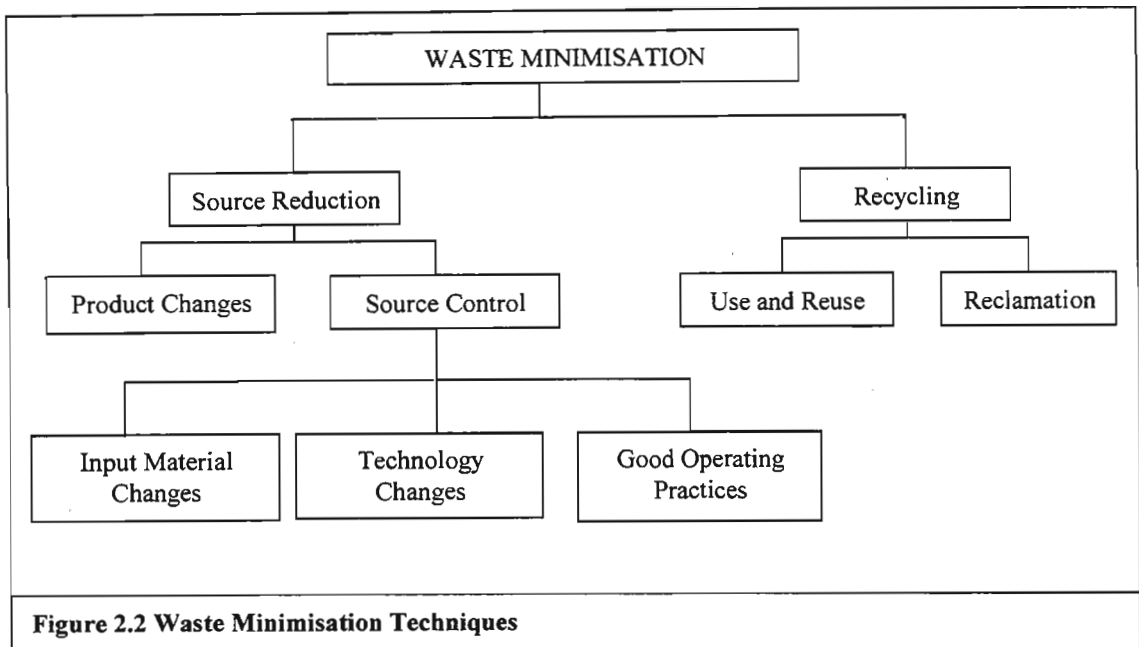 WASTE MINIMISATION
Source Reduction
Recycling
Product Changes
Source Control
Use and Reuse
Reclamation
Input Material
Changes
Technology
Changes
Good Operating
Practices
Figure 2.2 Waste Minimisation Techniques